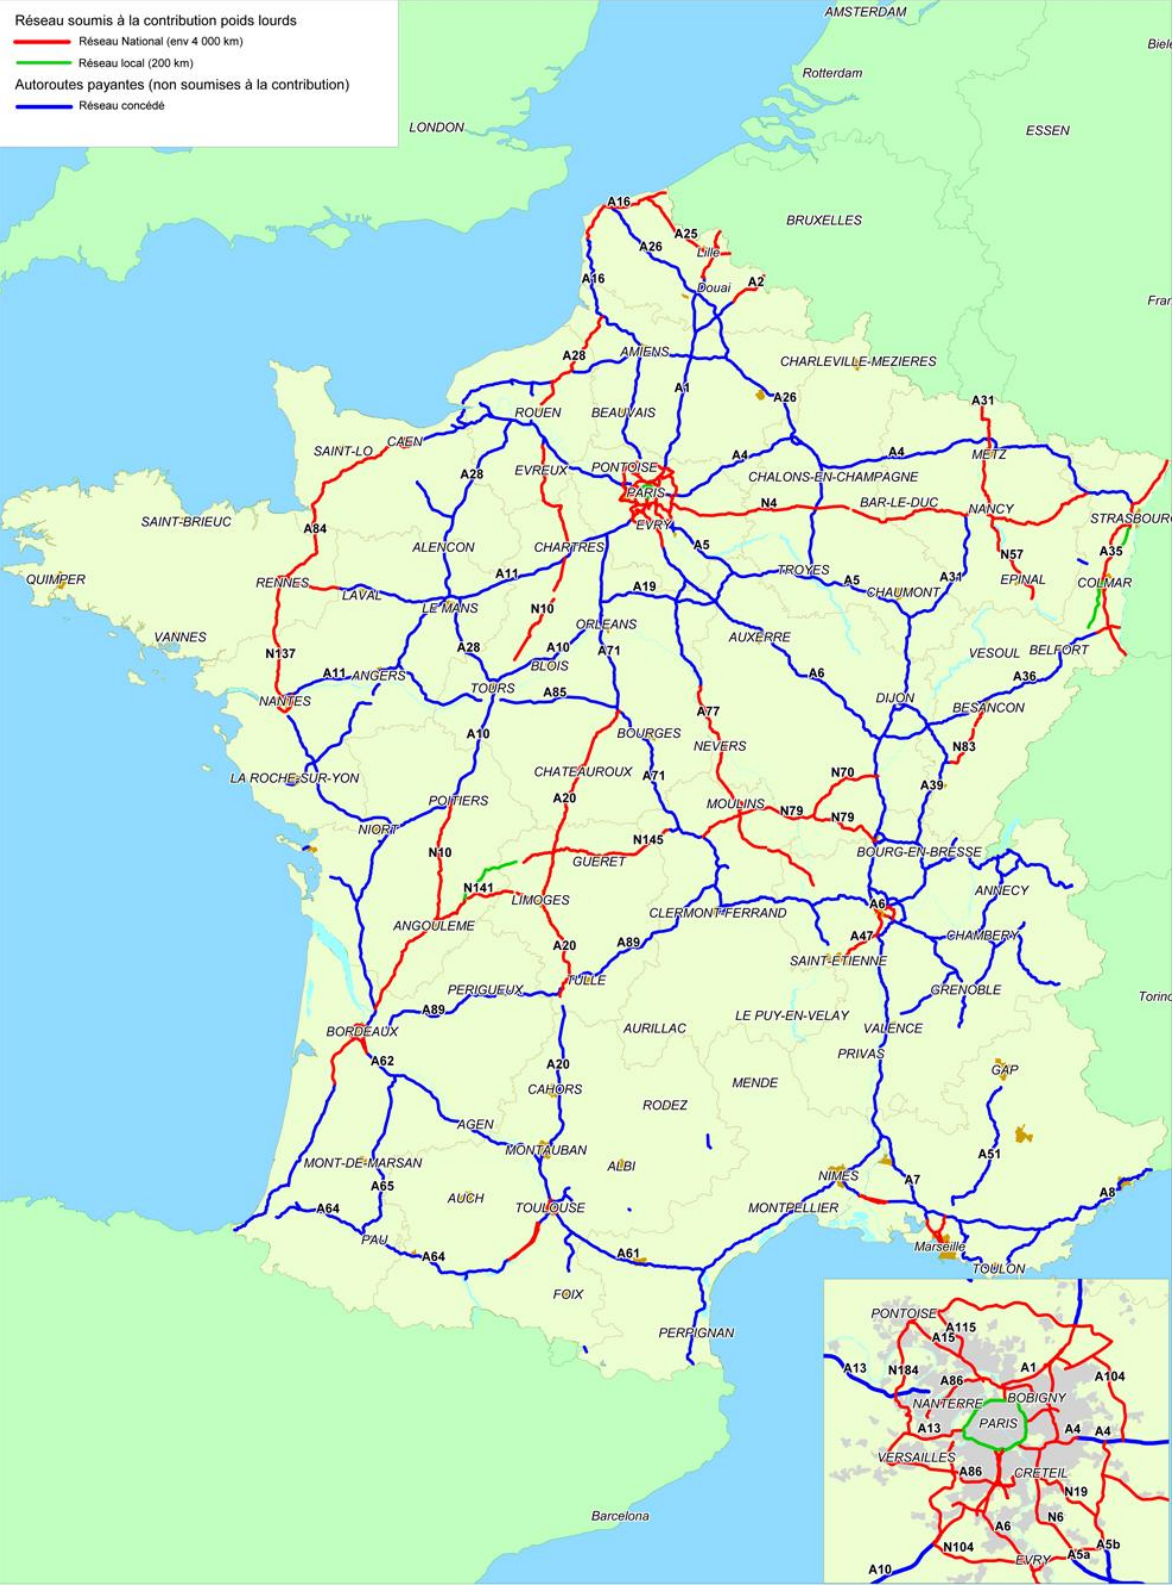 Réseau soumis à la contribution poids lourds
Réseau National (env 4 000 km)
Réseau local (200 km)
Autoroutes payantes (non soumises à la contribution)
Réseau concédé
AMSTERDAM
Rotterdam
LONDON
ESSEN
BRUXELLES
A16
A25
A26
Lille
A16
Douai
A2
A28
AMIENS
CHARLEVILLE-MEZIERES
A1
A26
A31
ROUEN
BEAUVAIS
CAEN
SAINT-LO
A4
A4
METZ
A28
EVREUX
PONTOISE
CHALONS-EN-CHAMPAGNE
PARIS
N4
BAR-LE-DUC
NANCY
SAINT-BRIEUC
A84
EVRY
STRASBOURG
ALENCON
CHARTRES
A5
N57
A35
QUIMPER
RENNES
LAVAL
A11
A19
TROYES
A5
A31
EPINAL
COLMAR
CHAUMONT
LE MANS
N10
ORLEANS
VANNES
N137
A28
A10
A71
AUXERRE
VESOUL
BELFORT
A11
ANGERS
BLOIS
A6
A36
NANTES
TOURS
A85
DIJON
BESANCON
A10
BOURGES
A77
NEVERS
N83
LA ROCHE-SUR-YON
CHATEAUROUX
A71
N70
A39
POITIERS
A20
MOULINS
N79
N79
NIORT
N10
N145
GUERET
BOURG-EN-BRESSE
N141
LIMOGES
ANNECY
ANGOULEME
CLERMONT-FERRAND
A6
A20
A89
A47
CHAMBERY
SAINT-ETIENNE
TULLE
PERIGUEUX
GRENOBLE
A89
BORDEAUX
AURILLAC
LE PUY-EN-VELAY
VALENCE
Torino
A62
A20
PRIVAS
GAP
CAHORS
MENDE
RODEZ
AGEN
MONTAUBAN
A51
MONT-DE-MARSAN
ALBI
NIMES
A7
A65
AUCH
TOULOUSE
MONTPELLIER
A8
A64
PAU
A64
A61
Marseille
TOULON
FOIX
PERPIGNAN
Barcelona
PONTOISE
A115
A15
A13
N184
A86
A1
A104
NANTERRE
BOBIGNY
PARIS
A13
A4
A4
VERSAILLES
A86
CRETEIL
N19
A6
N6
N104
EVRY
A5a
A5b
A10